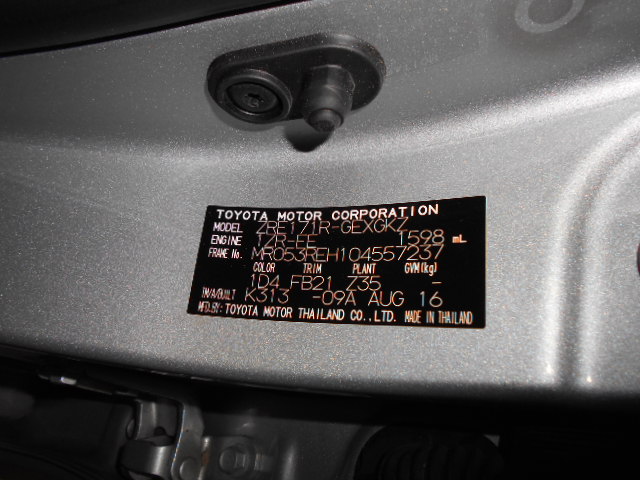 TOYOTA MOTOR CORPORATION
MODEL ZRE171R-GEXGKZ
ENGINE 1ZR-FE 1598 mL
FRAME No. MR053REH104557237
COLOR TRIM PLANT GVM(kg)
1D4 FB21 Z35 -
TM/A/BUILT K313 -09A AUG 16
MFD.BY: TOYOTA MOTOR THAILAND CO.,LTD. MADE IN THAILAND